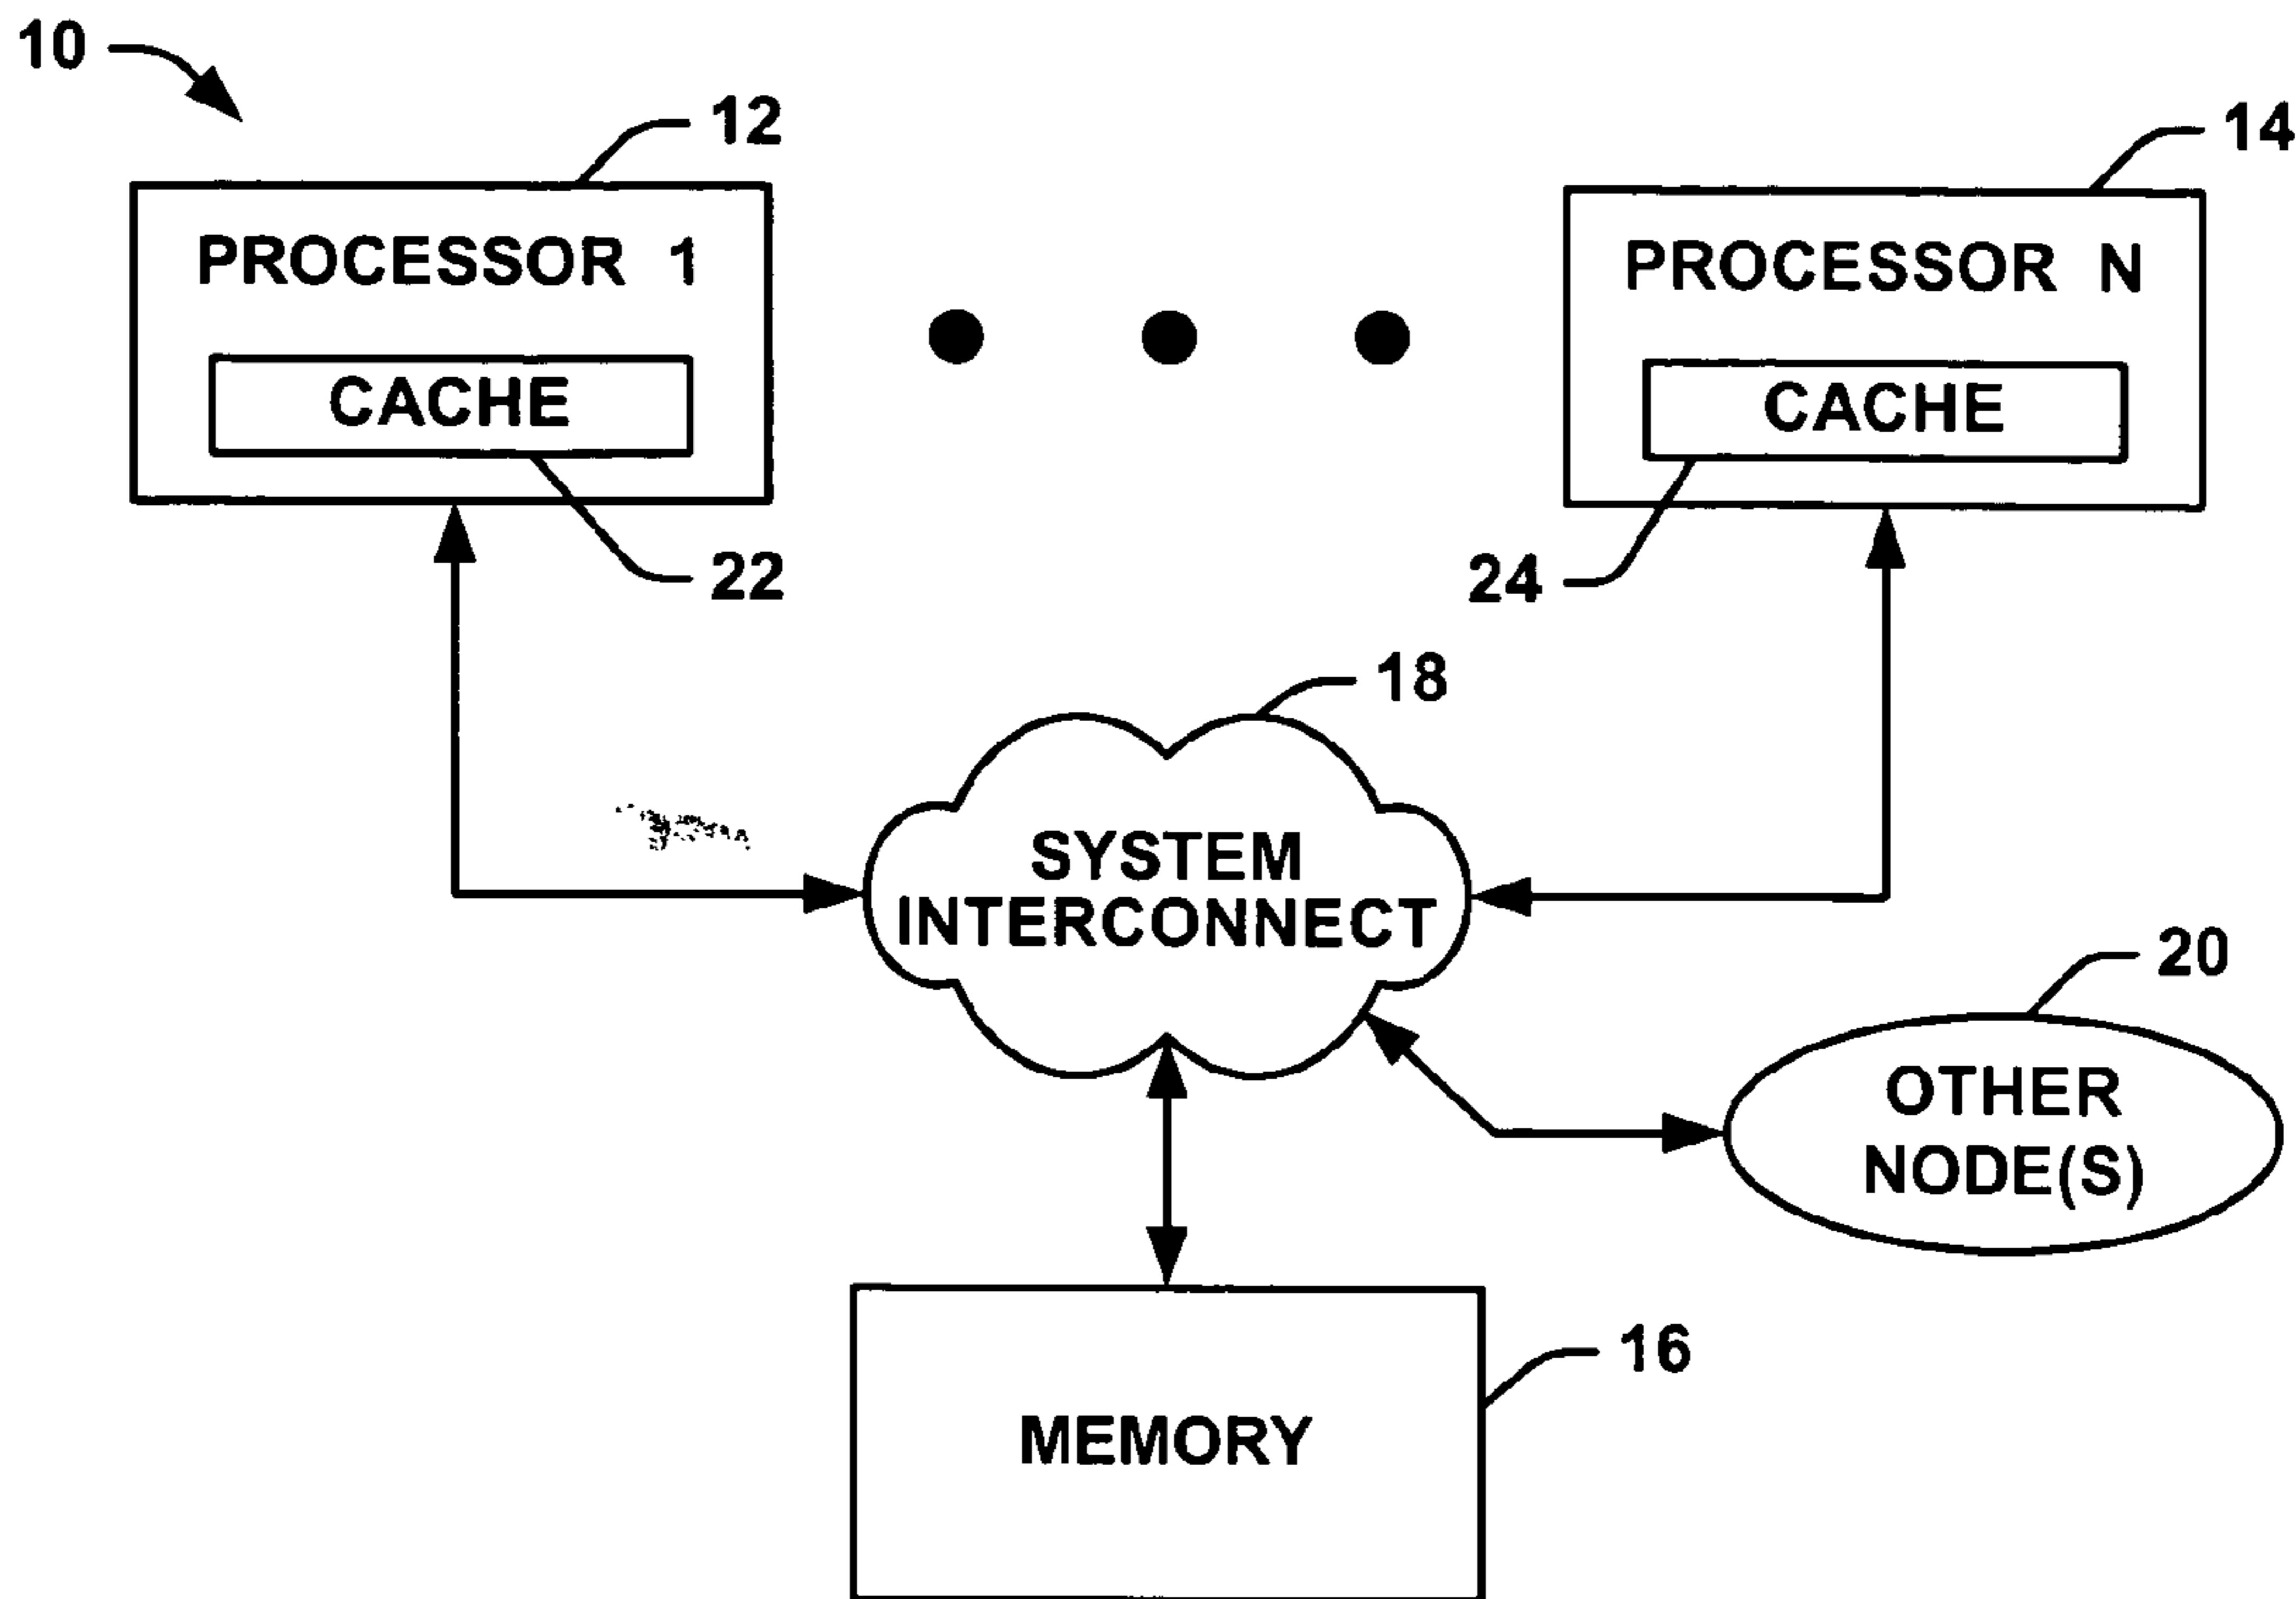 10
12
14
PROCESSOR 1
PROCESSOR N
CACHE
CACHE
22
24
18
SYSTEM
INTERCONNECT
20
OTHER
NODE(S)
16
MEMORY